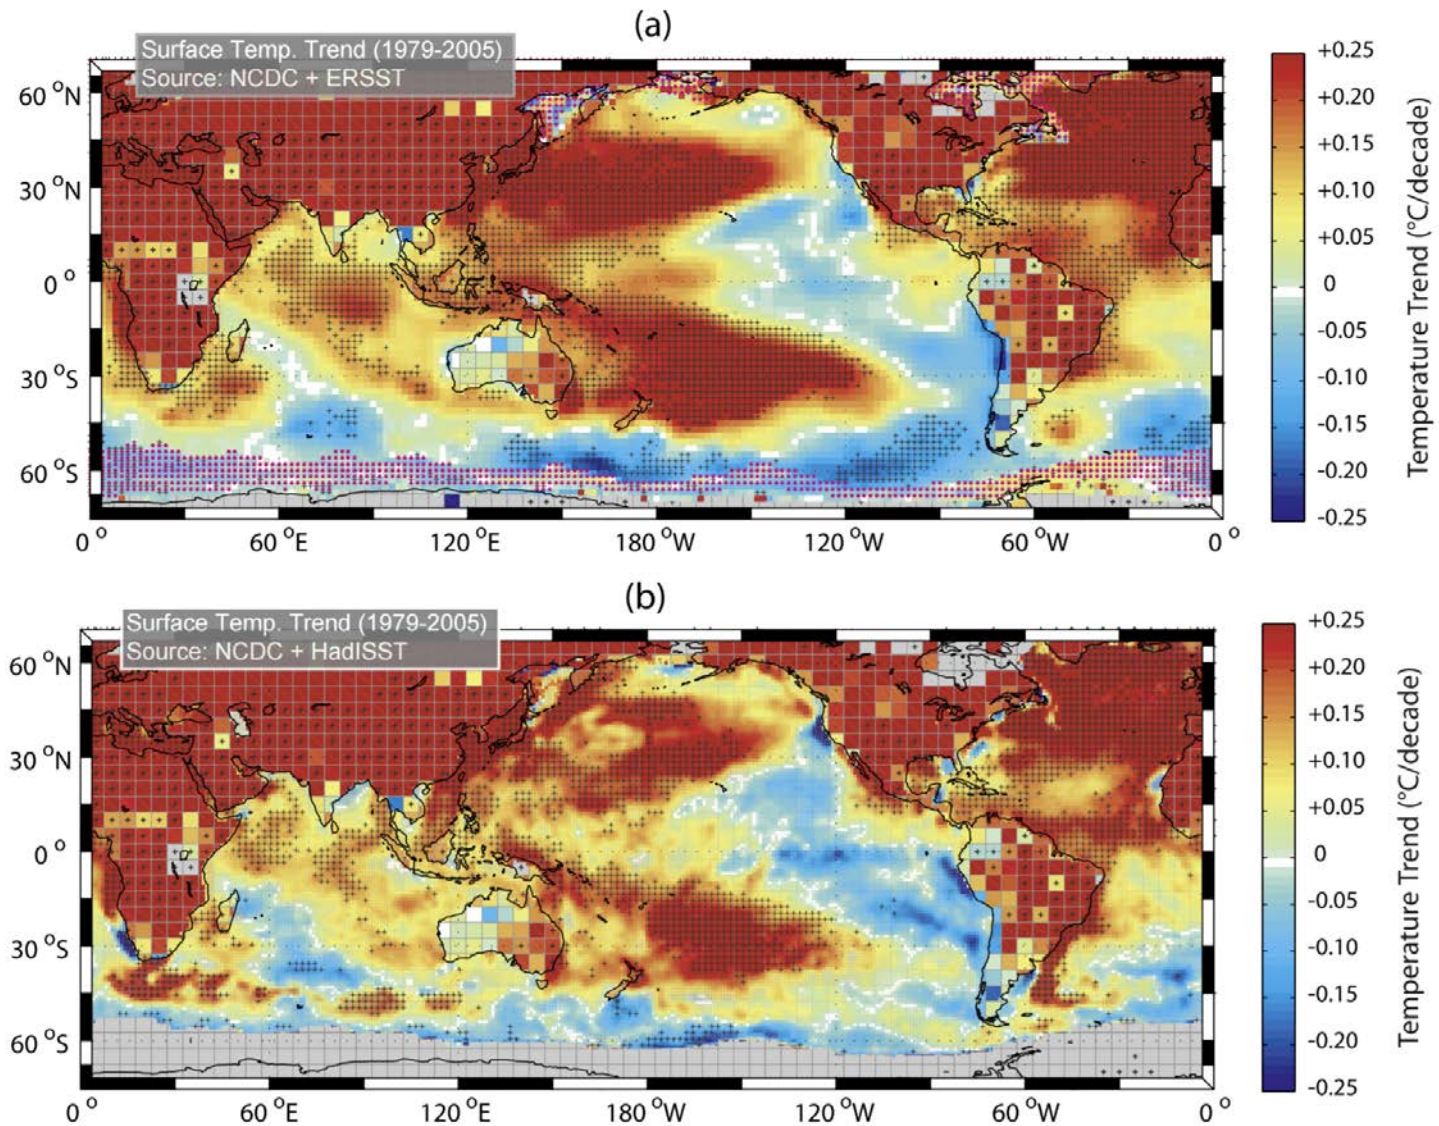 (a)
Surface Temp. Trend (1979-2005)
Source: NCDC + ERSST
60 °N
30 °N
0 °
30 °S
60 °S
0 °
60 °E
120 °E
180 °W
120 °W
60 °W
0 °
+0.25
+0.20
+0.15
+0.10
+0.05
0
-0.05
-0.10
-0.15
-0.20
-0.25
Temperature Trend (°C/decade)
(b)
Surface Temp. Trend (1979-2005)
Source: NCDC + HadISST
60 °N
30 °N
0 °
30 °S
60 °S
0 °
60 °E
120 °E
180 °W
120 °W
60 °W
0 °
+0.25
+0.20
+0.15
+0.10
+0.05
0
-0.05
-0.10
-0.15
-0.20
-0.25
Temperature Trend (°C/decade)